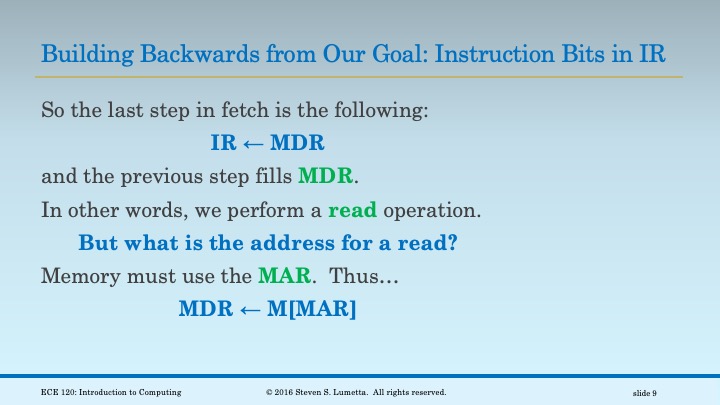 Building Backwards from Our Goal: Instruction Bits in IR
So the last step in fetch is the following:
IR ← MDR
and the previous step fills MDR.
In other words, we perform a read operation.
But what is the address for a read?
Memory must use the MAR.  Thus…
MDR ← M[MAR]
ECE 120: Introduction to Computing
© 2016 Steven S. Lumetta.  All rights reserved.
slide 9